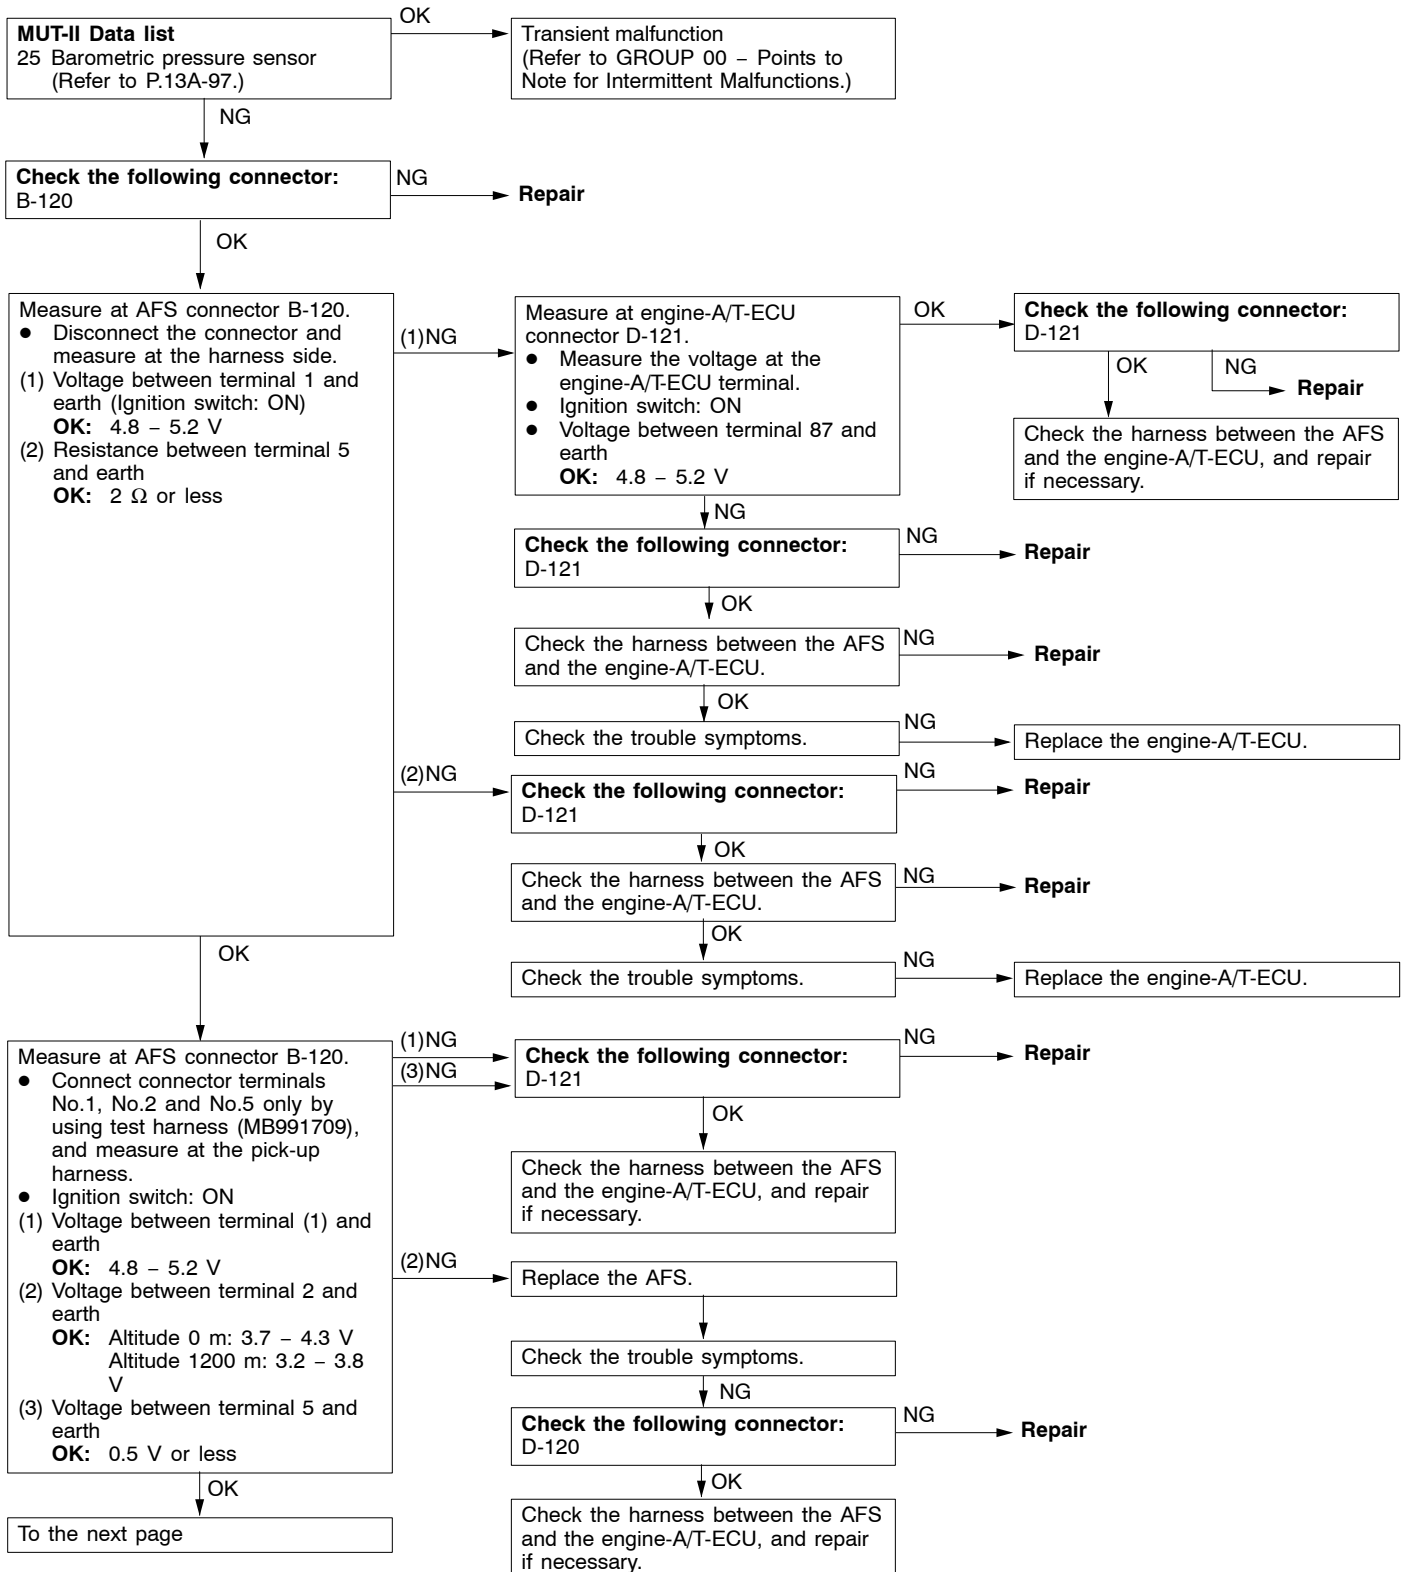 MUT-II Data list
25 Barometric pressure sensor
(Refer to P.13A-97.)
OK
Transient malfunction
(Refer to GROUP 00 – Points to
Note for Intermittent Malfunctions.)
NG
Check the following connector:
B-120
NG
Repair
OK
Measure at AFS connector B-120.
● Disconnect the connector and
measure at the harness side.
(1) Voltage between terminal 1 and
earth (Ignition switch: ON)
OK: 4.8 – 5.2 V
(2) Resistance between terminal 5
and earth
OK: 2 Ω or less
(1)NG
Measure at engine-A/T-ECU
connector D-121.
● Measure the voltage at the
engine-A/T-ECU terminal.
● Ignition switch: ON
● Voltage between terminal 87 and
earth
OK: 4.8 – 5.2 V
OK
Check the following connector:
D-121
OK
NG
Repair
Check the harness between the AFS
and the engine-A/T-ECU, and repair
if necessary.
NG
Check the following connector:
D-121
NG
Repair
OK
Check the harness between the AFS
and the engine-A/T-ECU.
NG
Repair
OK
Check the trouble symptoms.
NG
Replace the engine-A/T-ECU.
(2)NG
Check the following connector:
D-121
NG
Repair
OK
Check the harness between the AFS
and the engine-A/T-ECU.
NG
Repair
OK
Check the trouble symptoms.
NG
Replace the engine-A/T-ECU.
OK
Measure at AFS connector B-120.
● Connect connector terminals
No.1, No.2 and No.5 only by
using test harness (MB991709),
and measure at the pick-up
harness.
● Ignition switch: ON
(1) Voltage between terminal (1) and
earth
OK: 4.8 – 5.2 V
(2) Voltage between terminal 2 and
earth
OK: Altitude 0 m: 3.7 – 4.3 V
Altitude 1200 m: 3.2 – 3.8
V
(3) Voltage between terminal 5 and
earth
OK: 0.5 V or less
(1)NG
(3)NG
Check the following connector:
D-121
NG
Repair
OK
Check the harness between the AFS
and the engine-A/T-ECU, and repair
if necessary.
(2)NG
Replace the AFS.
Check the trouble symptoms.
NG
Check the following connector:
D-120
NG
Repair
OK
Check the harness between the AFS
and the engine-A/T-ECU, and repair
if necessary.
OK
To the next page